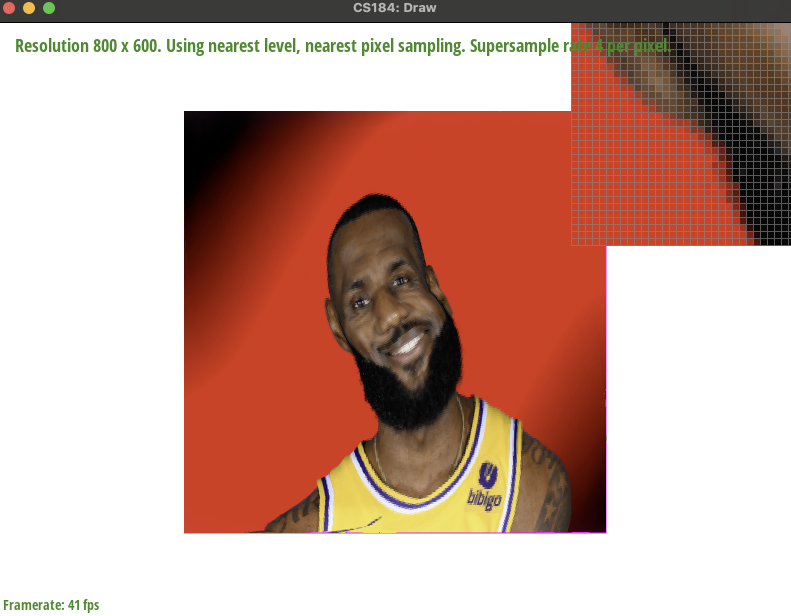 CS184: Draw
Resolution 800 x 600. Using nearest level, nearest pixel sampling. Supersample rate 4 per pixel.
bibigo
Framerate: 41 fps